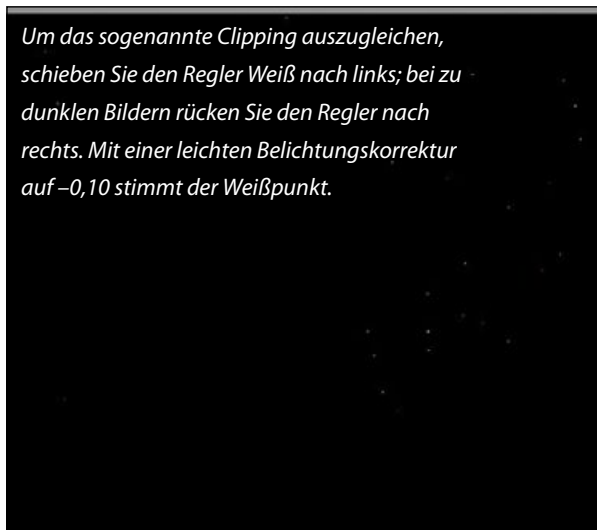 Um das sogenannte Clipping auszugleichen,
schieben Sie den Regler Weiß nach links; bei zu
dunklen Bildern rücken Sie den Regler nach
rechts. Mit einer leichten Belichtungskorrektur
auf –0,10 stimmt der Weißpunkt.